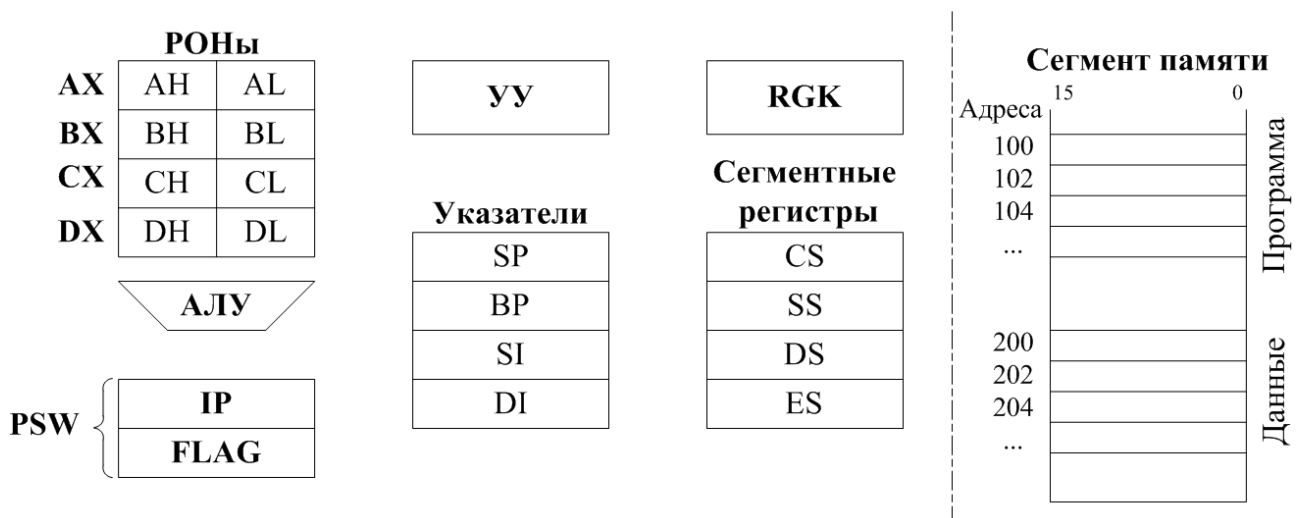 РОНы
AX AH AL
BX BH BL
CX CH CL
DX DH DL
АЛУ
PSW
IP
FLAG
УУ
Указатели
SP
BP
SI
DI
RGK
Сегментные
регистры
CS
SS
DS
ES
Сегмент памяти
15 0
Адреса
100
102
104
...
Программа
200
202
204
...
Данные